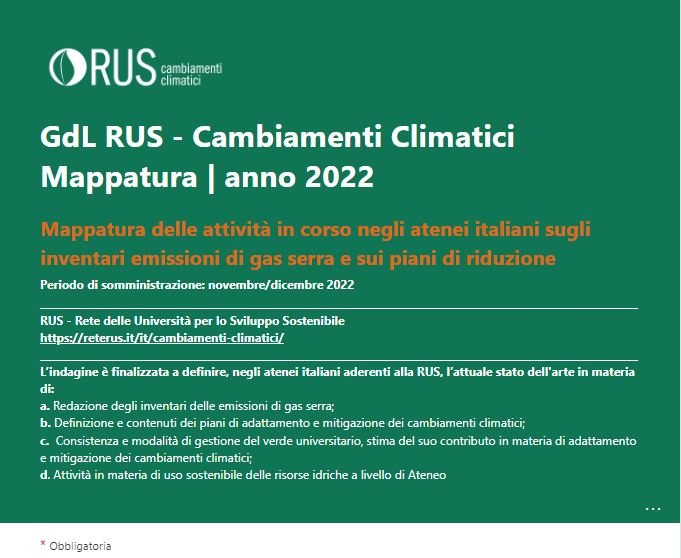 RUS cambiamenti
climatici
GdL RUS - Cambiamenti Climatici
Mappatura | anno 2022
Mappatura delle attività in corso negli atenei italiani sugli
inventari emissioni di gas serra e sui piani di riduzione
Periodo di somministrazione: novembre/dicembre 2022
RUS - Rete delle Università per lo Sviluppo Sostenibile
https://reterus.it/it/cambiamenti-climatici/
L’indagine è finalizzata a definire, negli atenei italiani aderenti alla RUS, l’attuale stato dell'arte in materia
di:
a. Redazione degli inventari delle emissioni di gas serra;
b. Definizione e contenuti dei piani di adattamento e mitigazione dei cambiamenti climatici;
c.  Consistenza e modalità di gestione del verde universitario, stima del suo contributo in materia di adattamento
e mitigazione dei cambiamenti climatici;
d. Attività in materia di uso sostenibile delle risorse idriche a livello di Ateneo
...
* Obbligatoria